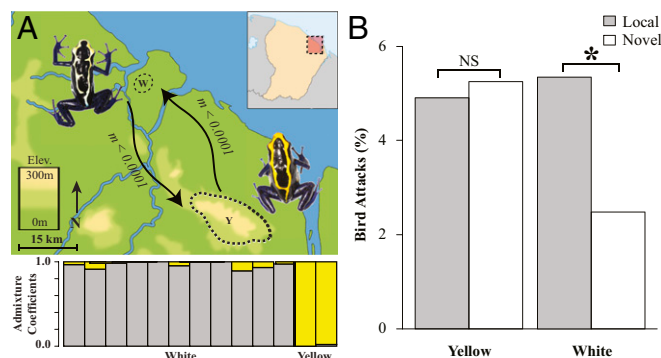 A
W
m < 0.0001
m < 0.0001
Elev.
300m
0m
N
15 km
Y
Admixture
Coefficients
1.0
0.0
White
Yellow
B
Local
Novel
NS
*
Bird Attacks (%)
6
4
2
0
Yellow
White